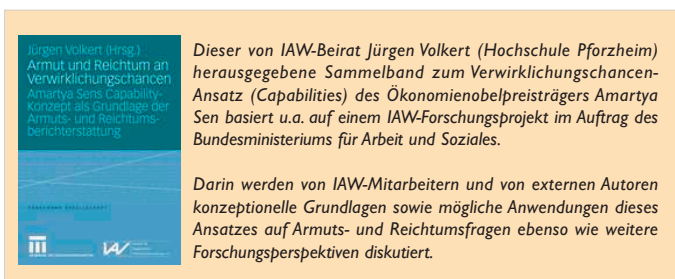 Jürgen Volkert (Hrsg.)
Armut und Reichtum an
Verwirklichungschancen
Amartya Sens Capability-
Konzept als Grundlage der
Armuts- und Reichtums-
berichterstattung
FORSCHUNG GESELLSCHAFT
IAW
Dieser von IAW-Beirat Jürgen Volkert (Hochschule Pforzheim)
herausgegebene Sammelband zum Verwirklichungschancen-
Ansatz (Capabilities) des Ökonomienobelpreisträgers Amartya
Sen basiert u.a. auf einem IAW-Forschungsprojekt im Auftrag des
Bundesministeriums für Arbeit und Soziales.
Darin werden von IAW-Mitarbeitern und von externen Autoren
konzeptionelle Grundlagen sowie mögliche Anwendungen dieses
Ansatzes auf Armuts- und Reichtumsfragen ebenso wie weitere
Forschungsperspektiven diskutiert.